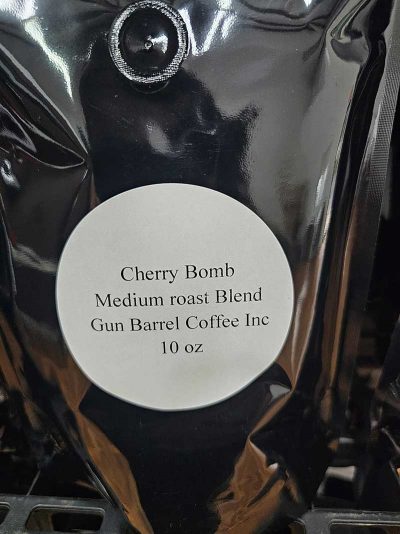 Cherry Bomb
Medium roast Blend
Gun Barrel Coffee Inc
10 oz